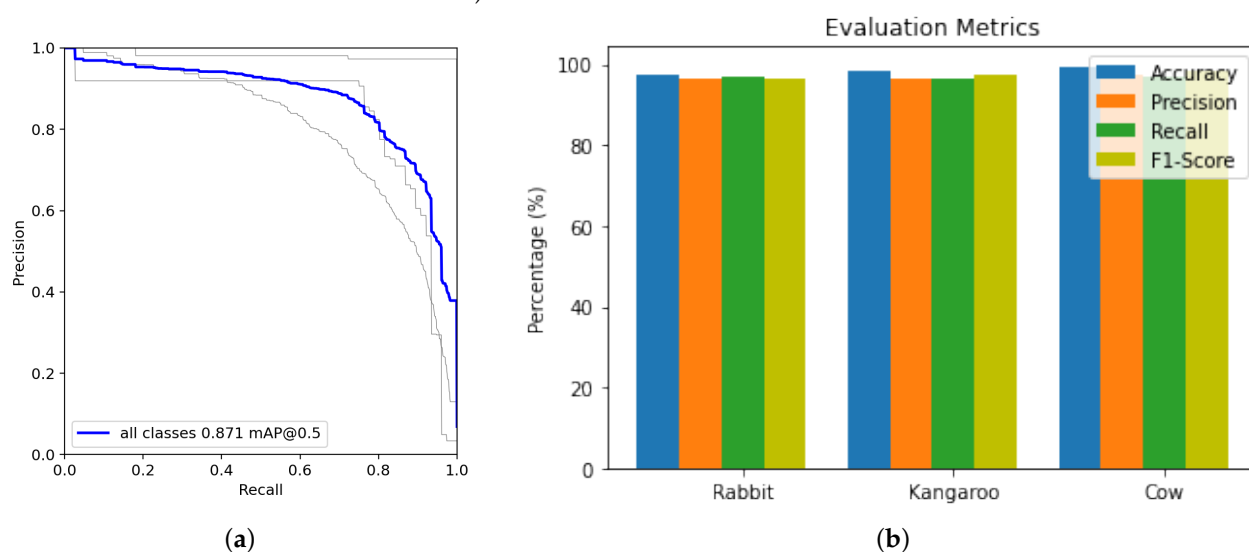 1.0
0.8
0.6
0.4
0.2
0.0
Precision
all classes 0.871 mAP@0.5
0.0 0.2 0.4 0.6 0.8 1.0
Recall
(a)
Evaluation Metrics
100
80
60
40
20
0
Percentage (%)
Accuracy
Precision
Recall
F1-Score
Rabbit Kangaroo Cow
(b)